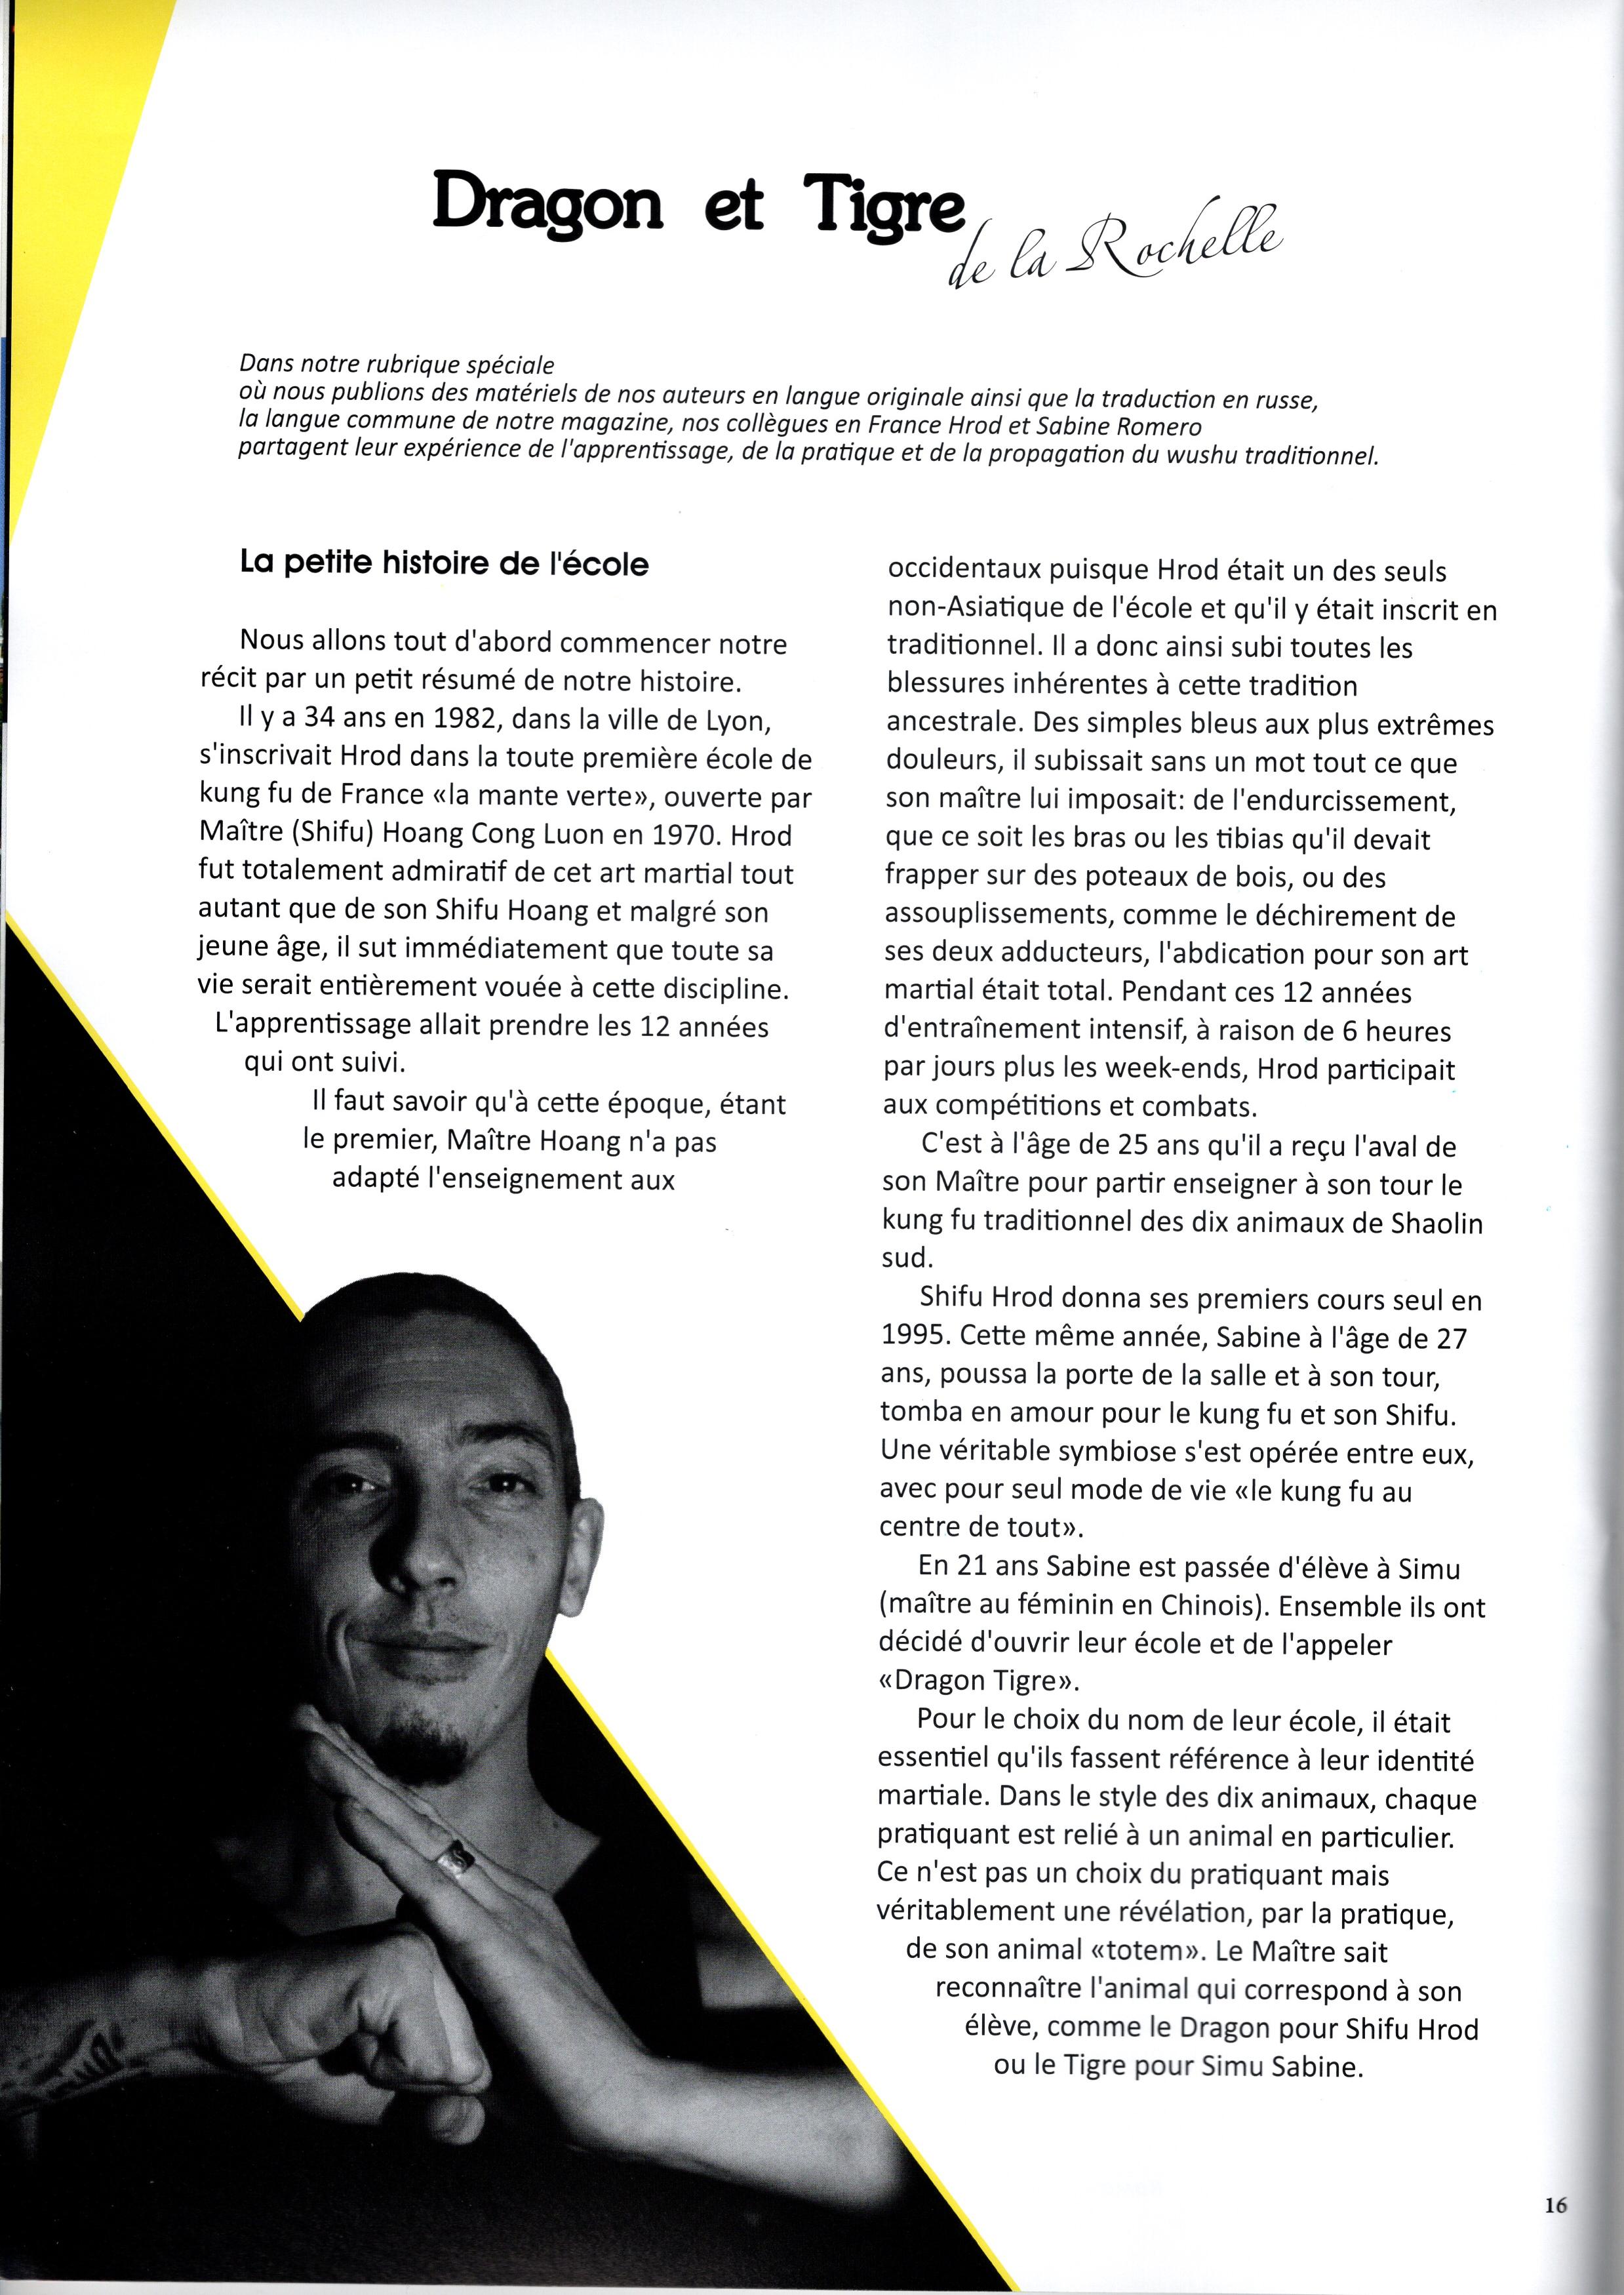 Dragon et Tigre
de la Rochelle
Dans notre rubrique spéciale
où nous publions des matériels de nos auteurs en langue originale ainsi que la traduction en russe,
la langue commune de notre magazine, nos collègues en France Hrod et Sabine Romero
partagent leur expérience de l'apprentissage, de la pratique et de la propagation du wushu traditionnel.
La petite histoire de l'école
Nous allons tout d'abord commencer notre
récit par un petit résumé de notre histoire.
Il y a 34 ans en 1982, dans la ville de Lyon,
s'inscrivait Hrod dans la toute première école de
kung fu de France «la mante verte», ouverte par
Maître (Shifu) Hoang Cong Luon en 1970. Hrod
fut totalement admiratif de cet art martial tout
autant que de son Shifu Hoang et malgré son
jeune âge, il sut immédiatement que toute sa
vie serait entièrement vouée à cette discipline.
L'apprentissage allait prendre les 12 années
qui ont suivi.
Il faut savoir qu'à cette époque, étant
le premier, Maître Hoang n'a pas
adapté l'enseignement aux
occidentaux puisque Hrod était un des seuls
non-Asiatique de l'école et qu'il y était inscrit en
traditionnel. Il a donc ainsi subi toutes les
blessures inhérentes à cette tradition
ancestrale. Des simples bleus aux plus extrêmes
douleurs, il subissait sans un mot tout ce que
son maître lui imposait: de l'endurcissement,
que ce soit les bras ou les tibias qu'il devait
frapper sur des poteaux de bois, ou des
assouplissements, comme le déchirement de
ses deux adducteurs, l'abdication pour son art
martial était total. Pendant ces 12 années
d'entraînement intensif, à raison de 6 heures
par jours plus les week-ends, Hrod participait
aux compétitions et combats.
C'est à l'âge de 25 ans qu'il a reçu l'aval de
son Maître pour partir enseigner à son tour le
kung fu traditionnel des dix animaux de Shaolin
sud.
Shifu Hrod donna ses premiers cours seul en
1995. Cette même année, Sabine à l'âge de 27
ans, poussa la porte de la salle et à son tour,
tomba en amour pour le kung fu et son Shifu.
Une véritable symbiose s'est opérée entre eux,
avec pour seul mode de vie «le kung fu au
centre de tout».
En 21 ans Sabine est passée d'élève à Simu
(maître au féminin en Chinois). Ensemble ils ont
décidé d'ouvrir leur école et de l'appeler
«Dragon Tigre».
Pour le choix du nom de leur école, il était
essentiel qu'ils fassent référence à leur identité
martiale. Dans le style des dix animaux, chaque
pratiquant est relié à un animal en particulier.
Ce n'est pas un choix du pratiquant mais
véritablement une révélation, par la pratique,
de son animal «totem». Le Maître sait
reconnaître l'animal qui correspond à son
élève, comme le Dragon pour Shifu Hrod
ou le Tigre pour Simu Sabine.
16